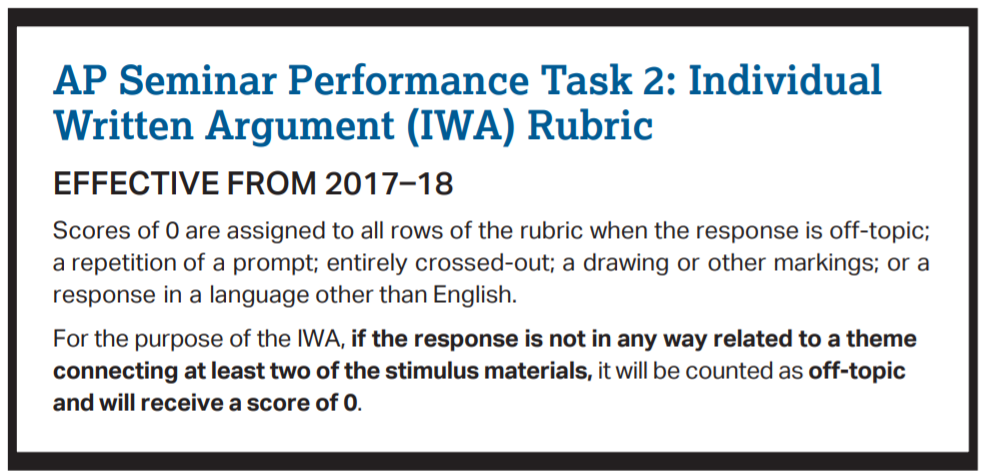 AP Seminar Performance Task 2: Individual
Written Argument (IWA) Rubric
EFFECTIVE FROM 2017–18
Scores of 0 are assigned to all rows of the rubric when the response is off-topic;
a repetition of a prompt; entirely crossed-out; a drawing or other markings; or a
response in a language other than English.
For the purpose of the IWA, if the response is not in any way related to a theme
connecting at least two of the stimulus materials, it will be counted as off-topic
and will receive a score of 0.